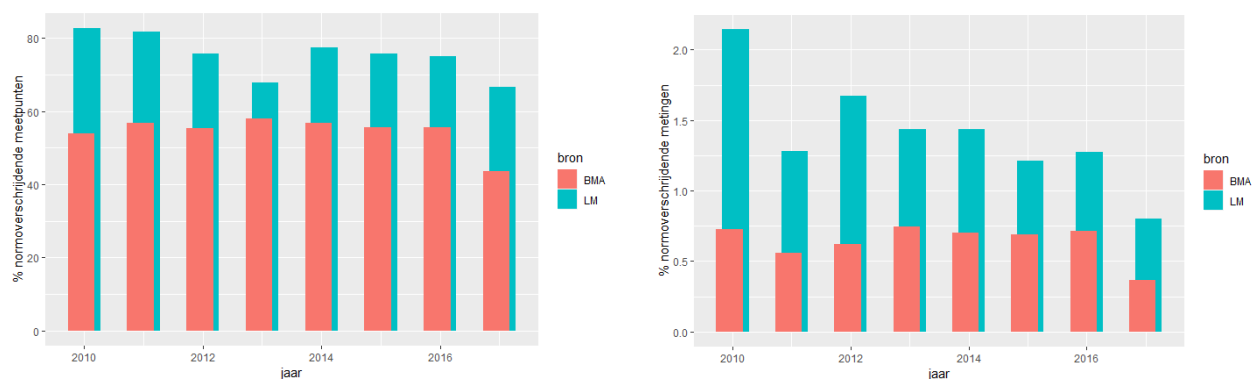 % normoverschrijdende meetpunten
80
60
40
20
0
2010
2012
2014
2016
jaar
bron
BMA
LM
% normoverschrijdende metingen
2.0
1.5
1.0
0.5
0.0
2010
2012
2014
2016
jaar
bron
BMA
LM